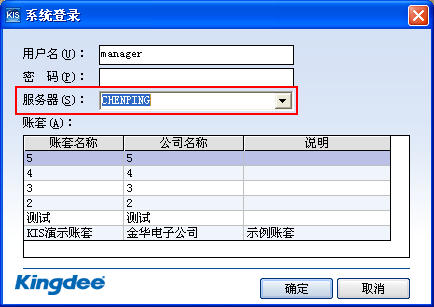 KIS 系统登录
用户名(U)： manager
密 码(P)：
服务器(S)： CHENPING
账套(A)：
账套名称 公司名称 说明
5 5
4 4
3 3
2 2
测试 测试
KIS演示账套 金华电子公司 示例账套
Kingdee 确定 取消